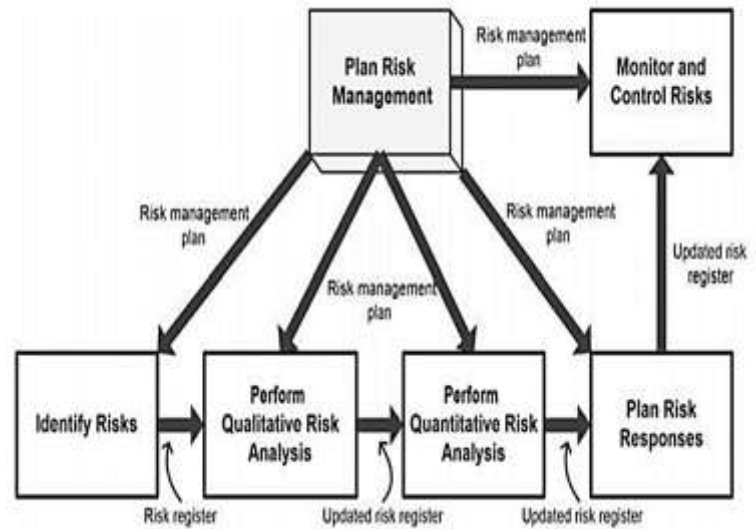 Plan Risk
Management
Risk management
plan
Monitor and
Control Risks
Risk management
plan
Risk management
plan
Risk management
plan
Updated risk
register
Identify Risks
Perform
Qualitative Risk
Analysis
Perform
Quantitative Risk
Analysis
Plan Risk
Responses
Risk register
Updated risk register
Updated risk register